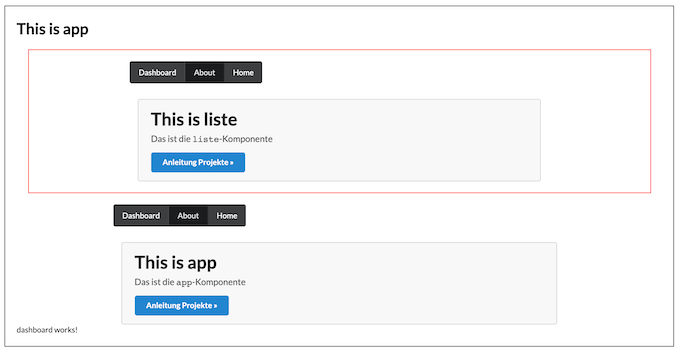 This is app
Dashboard About Home
This is liste
Das ist die liste-Komponente
Anleitung Projekte »
Dashboard About Home
This is app
Das ist die app-Komponente
Anleitung Projekte »
dashboard works!